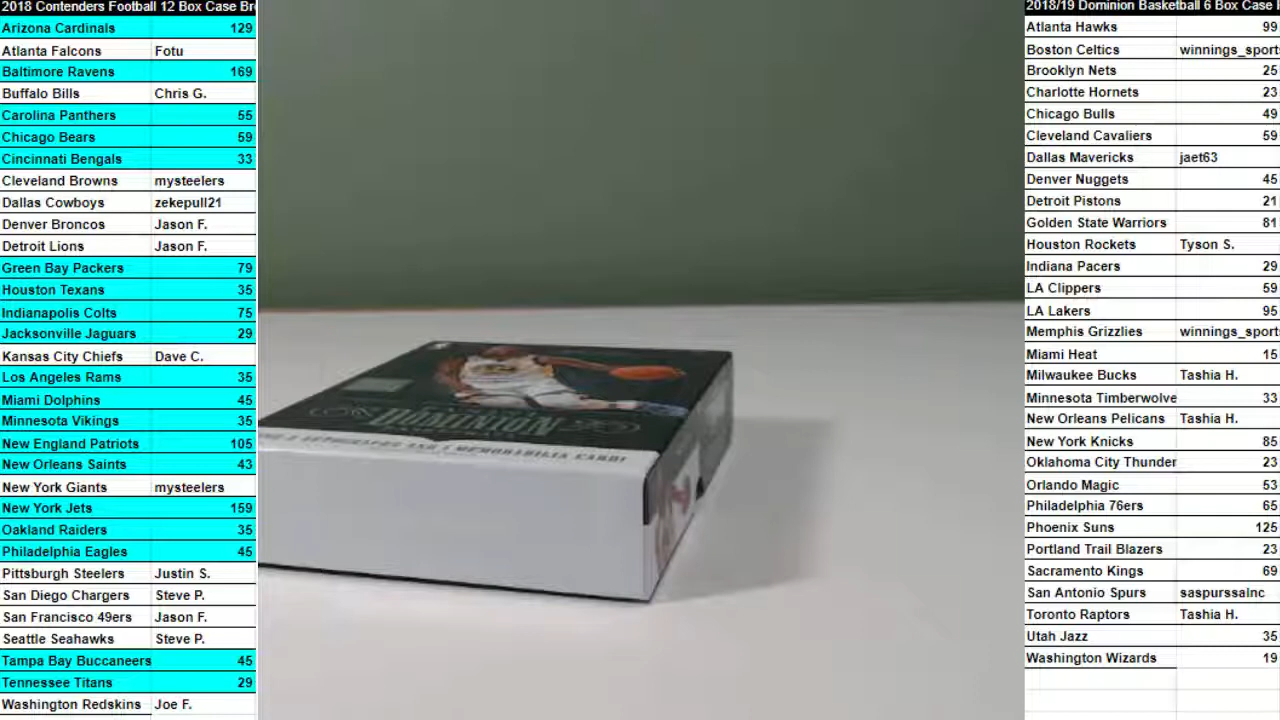 2018 Contenders Football 12 Box Case Br
Arizona Cardinals 129
Atlanta Falcons Fotu
Baltimore Ravens 169
Buffalo Bills Chris G.
Carolina Panthers 55
Chicago Bears 59
Cincinnati Bengals 33
Cleveland Browns mysteelers
Dallas Cowboys zekepull21
Denver Broncos Jason F.
Detroit Lions Jason F.
Green Bay Packers 79
Houston Texans 35
Indianapolis Colts 75
Jacksonville Jaguars 29
Kansas City Chiefs Dave C.
Los Angeles Rams 35
Miami Dolphins 45
Minnesota Vikings 35
New England Patriots 105
New Orleans Saints 43
New York Giants mysteelers
New York Jets 159
Oakland Raiders 35
Philadelphia Eagles 45
Pittsburgh Steelers Justin S.
San Diego Chargers Steve P.
San Francisco 49ers Jason F.
Seattle Seahawks Steve P.
Tampa Bay Buccaneers 45
Tennessee Titans 29
Washington Redskins Joe F.
DOMINION
AUTOGRAPHS AND 3 MEMORABILIA CARDS
2018/19 Dominion Basketball 6 Box Case
Atlanta Hawks 99
Boston Celtics winnings_sports
Brooklyn Nets 25
Charlotte Hornets 23
Chicago Bulls 49
Cleveland Cavaliers 59
Dallas Mavericks jaet63
Denver Nuggets 45
Detroit Pistons 21
Golden State Warriors 81
Houston Rockets Tyson S.
Indiana Pacers 29
LA Clippers 59
LA Lakers 95
Memphis Grizzlies winnings_sports
Miami Heat 15
Milwaukee Bucks Tashia H.
Minnesota Timberwolve 33
New Orleans Pelicans Tashia H.
New York Knicks 85
Oklahoma City Thunder 23
Orlando Magic 53
Philadelphia 76ers 65
Phoenix Suns 125
Portland Trail Blazers 23
Sacramento Kings 69
San Antonio Spurs saspurssalnc
Toronto Raptors Tashia H.
Utah Jazz 35
Washington Wizards 19